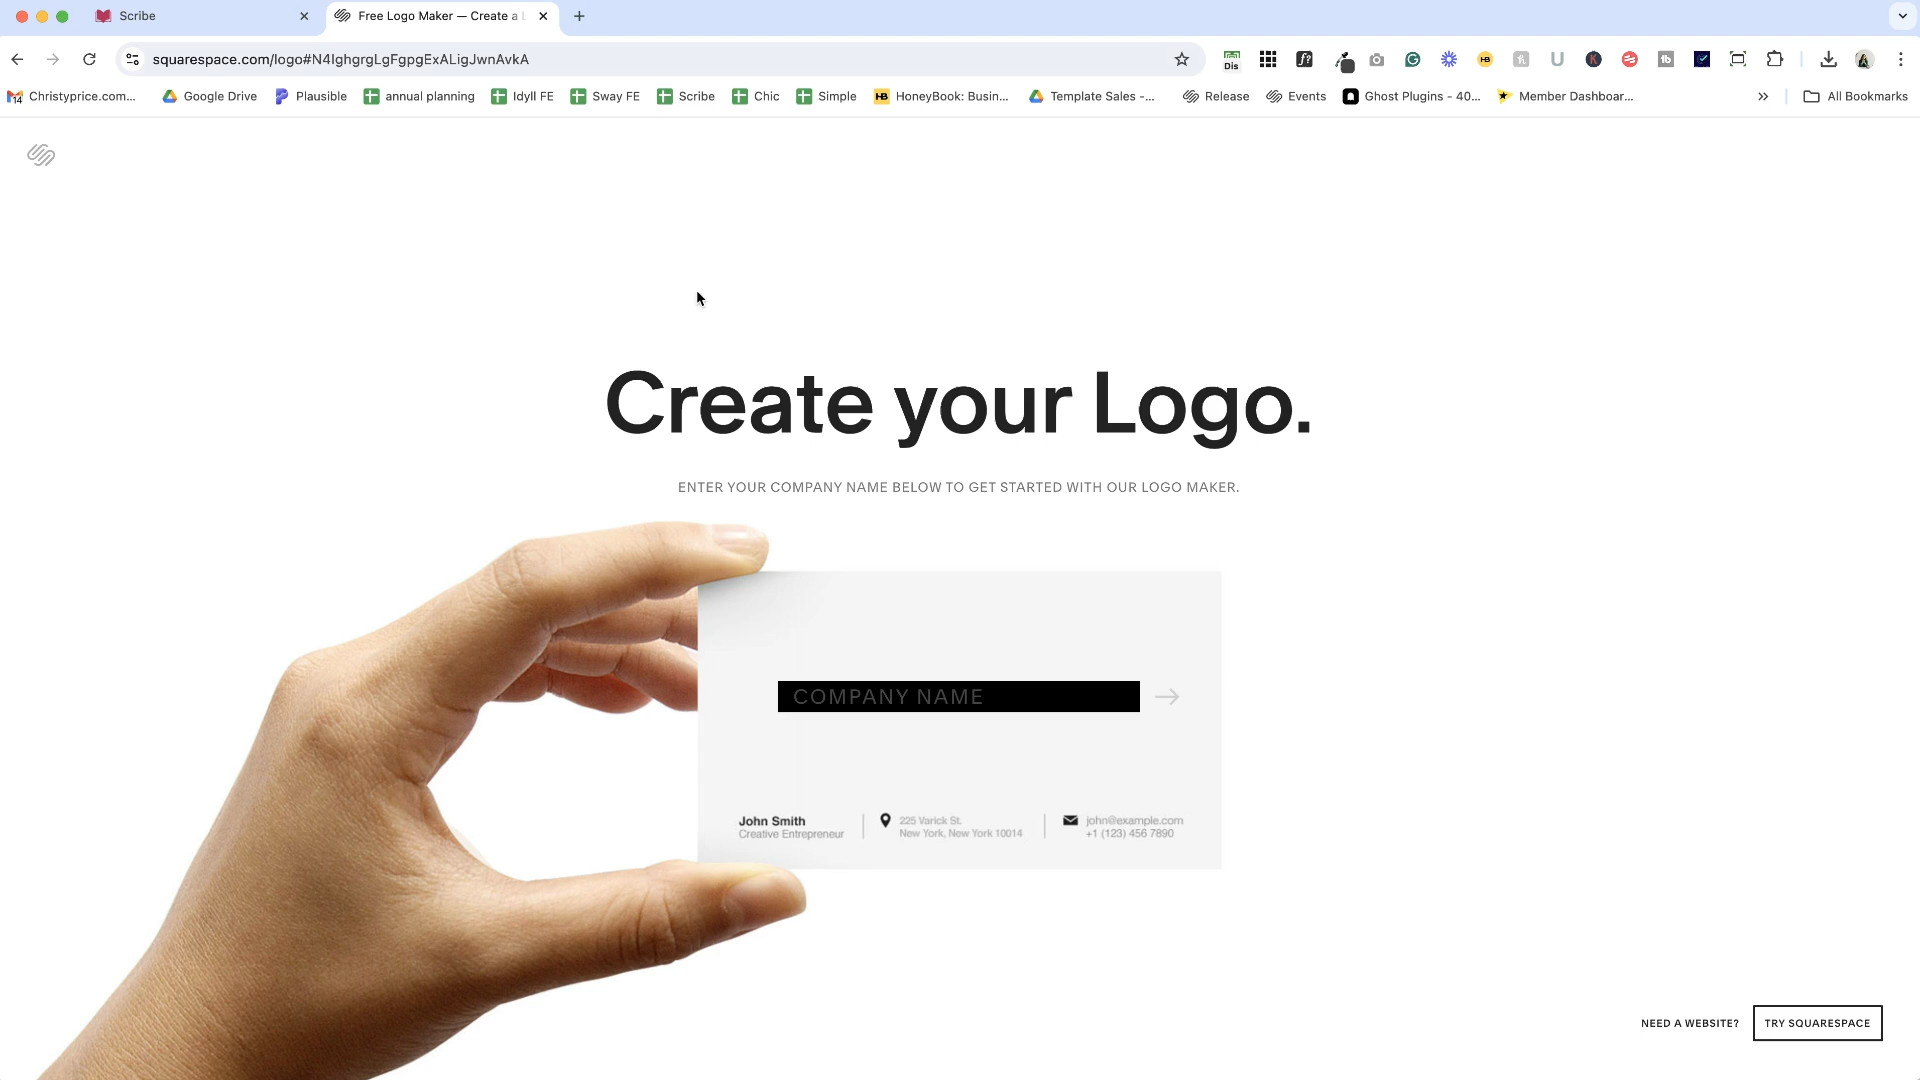 Scribe
Free Logo Maker — Create a L
squarespace.com/logo#N4IghgrgLgFgpgExALigJwnAvkA
Dis
14
Christyprice.com...
Google Drive
Plausible
annual planning
Idyll FE
Sway FE
Scribe
Chic
Simple
HB
HoneyBook: Busin...
Template Sales -...
Release
Events
Ghost Plugins - 40...
Member Dashboar...
All Bookmarks
Create your Logo.
ENTER YOUR COMPANY NAME BELOW TO GET STARTED WITH OUR LOGO MAKER.
COMPANY NAME
John Smith
Creative Entrepreneur
225 Varick St.
New York, New York 10014
john@example.com
+1 (123) 456 7890
NEED A WEBSITE?
TRY SQUARESPACE